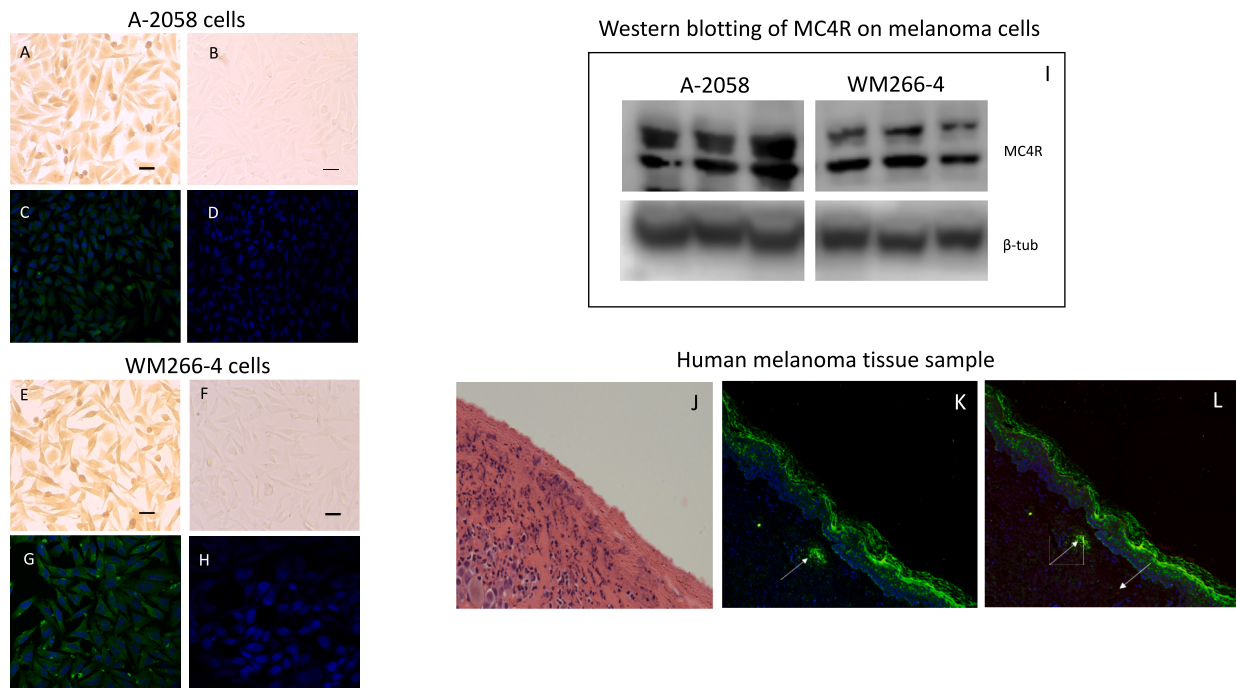 A-2058 cells
A
B
C
D
WM266-4 cells
E
F
G
H
Western blotting of MC4R on melanoma cells
I
A-2058
WM266-4
MC4R
β-tub
Human melanoma tissue sample
J
K
L